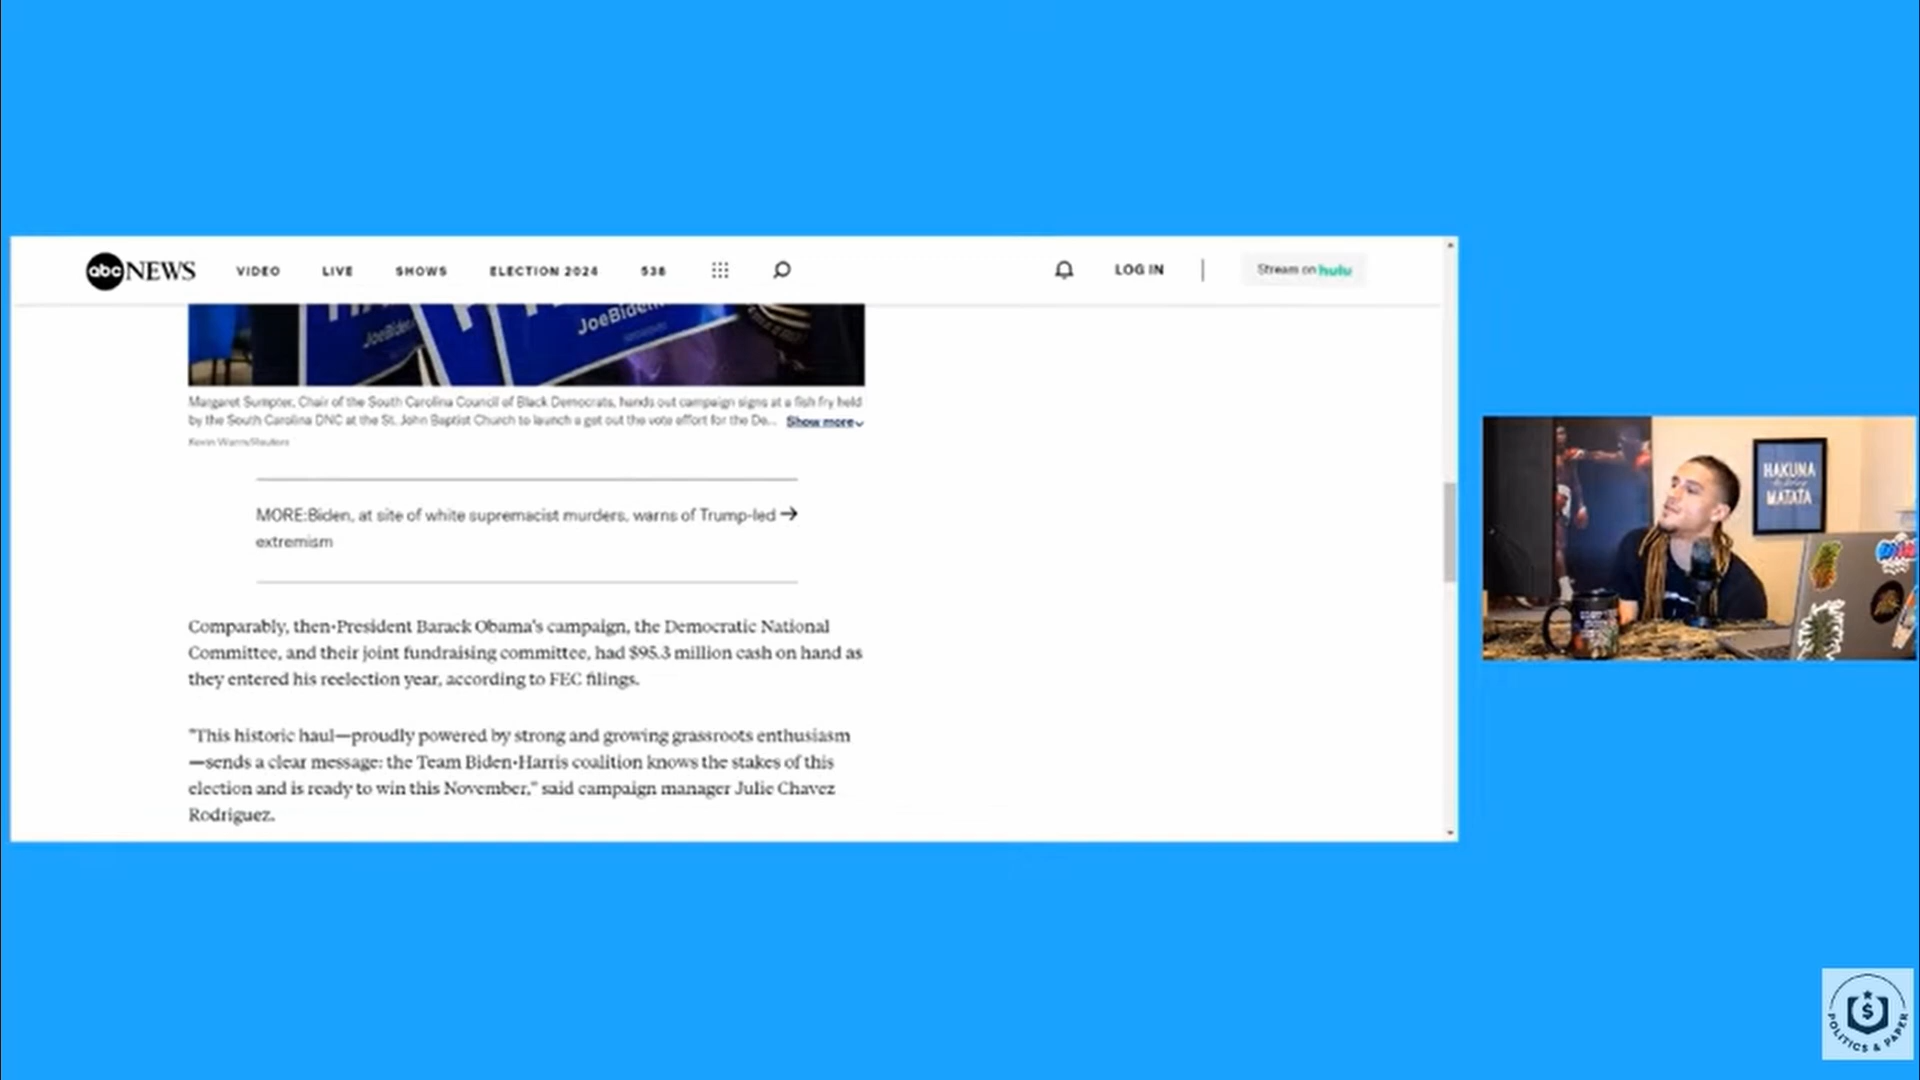 abc NEWS
VIDEO
LIVE
SHOWS
ELECTION 2024
538
LOG IN
Stream on hulu
JoeBiden
JoeBiden
Margaret Sumpter, Chair of the South Carolina Council of Black Democrats, hands out campaign signs at a fish fry held
by the South Carolina DNC at the St. John Baptist Church to launch a get out the vote effort for the De... Show more
MORE:Biden, at site of white supremacist murders, warns of Trump-led
extremism
Comparably, then-President Barack Obama's campaign, the Democratic National
Committee, and their joint fundraising committee, had $95.3 million cash on hand as
they entered his reelection year, according to FEC filings.
"This historic haul—proudly powered by strong and growing grassroots enthusiasm
—sends a clear message: the Team Biden-Harris coalition knows the stakes of this
election and is ready to win this November," said campaign manager Julie Chavez
Rodriguez.
HAKUNA
MATATA
POLITICS & PAPER